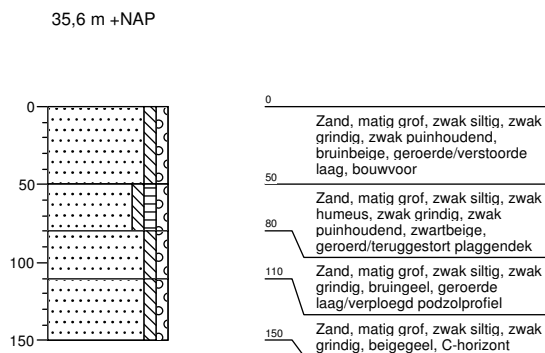 35,6 m +NAP
0
50
100
150
0
Zand, matig grof, zwak siltig, zwak
grindig, zwak puinhoudend,
bruinbeige, geroerde/verstoorde
laag, bouwvoor
50
Zand, matig grof, zwak siltig, zwak
humeus, zwak grindig, zwak
puinhoudend, zwartbeige,
geroerd/teruggestort plaggendek
80
Zand, matig grof, zwak siltig, zwak
grindig, bruingeel, geroerde
laag/verploegd podzolprofiel
110
Zand, matig grof, zwak siltig, zwak
grindig, beigegeel, C-horizont
150